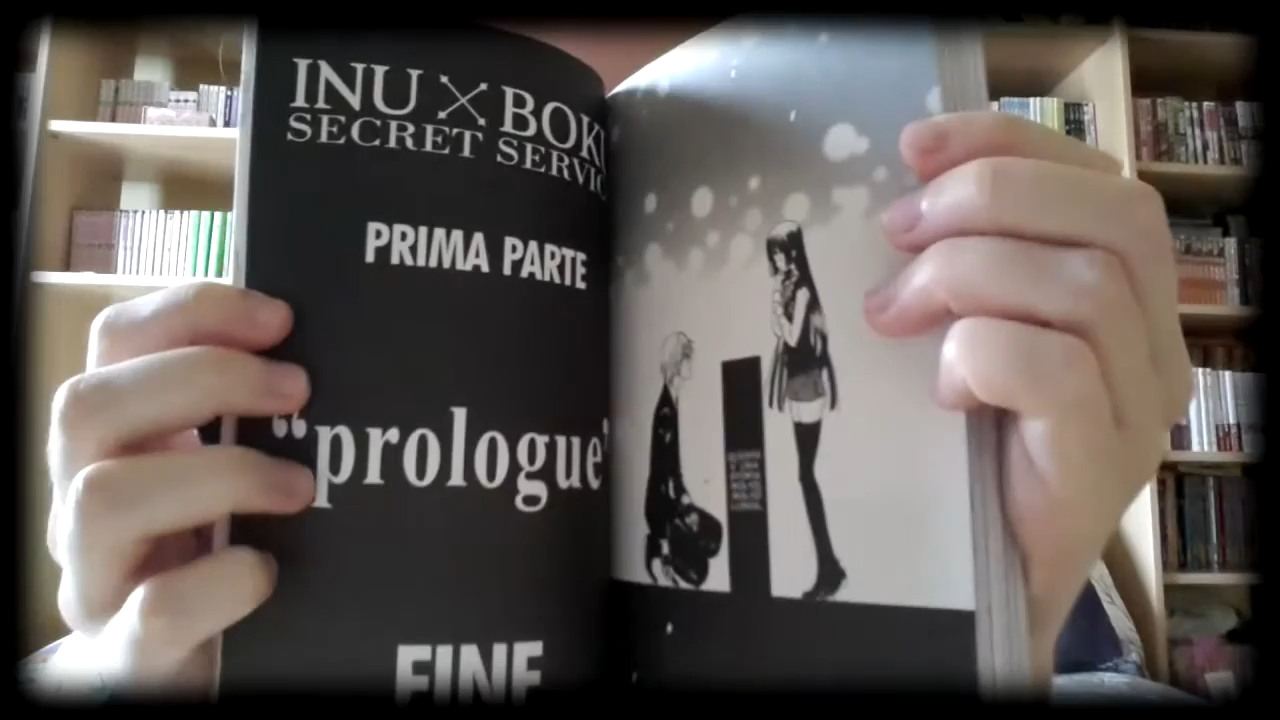 INU X BOKU
SECRET SERVIC
PRIMA PARTE
“prologue”
FINE